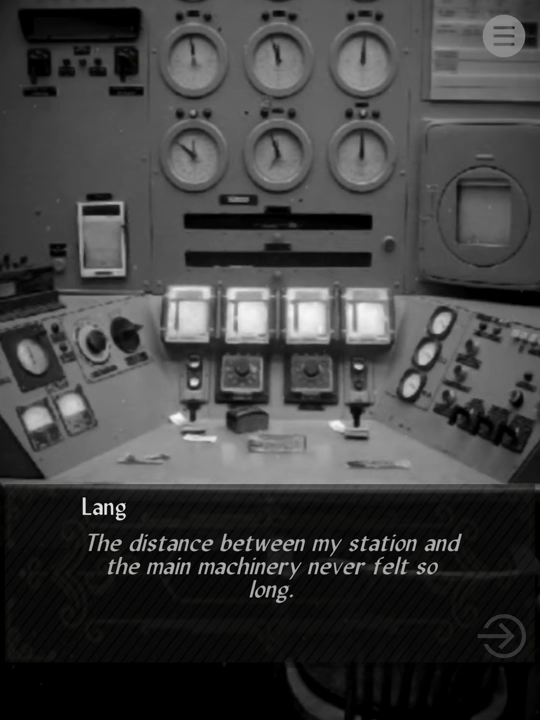 Lang
The distance between my station and
the main machinery never felt so
long.